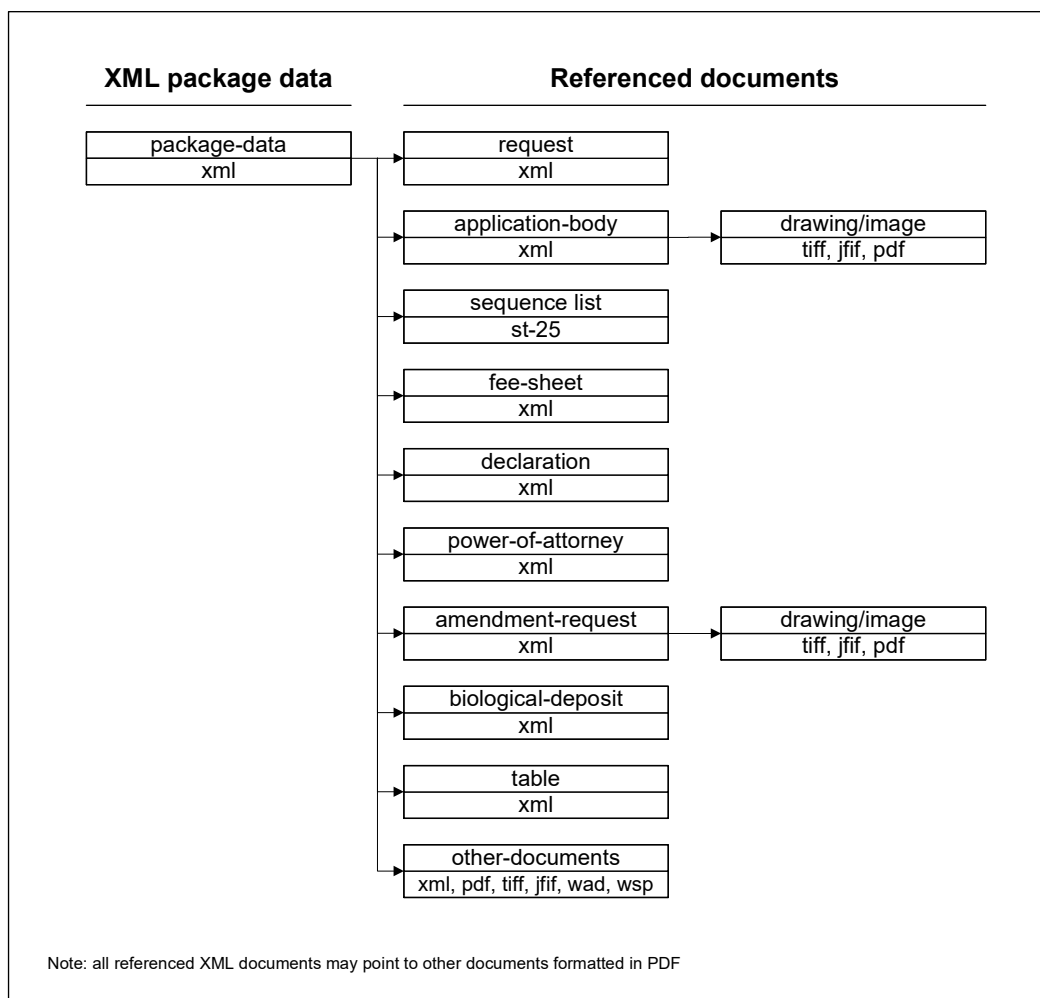 XML package data
Referenced documents
package-data
xml
request
xml
application-body
xml
drawing/image
tiff, jfif, pdf
sequence list
st-25
fee-sheet
xml
declaration
xml
power-of-attorney
xml
amendment-request
xml
drawing/image
tiff, jfif, pdf
biological-deposit
xml
table
xml
other-documents
xml, pdf, tiff, jfif, wad, wsp
Note: all referenced XML documents may point to other documents formatted in PDF